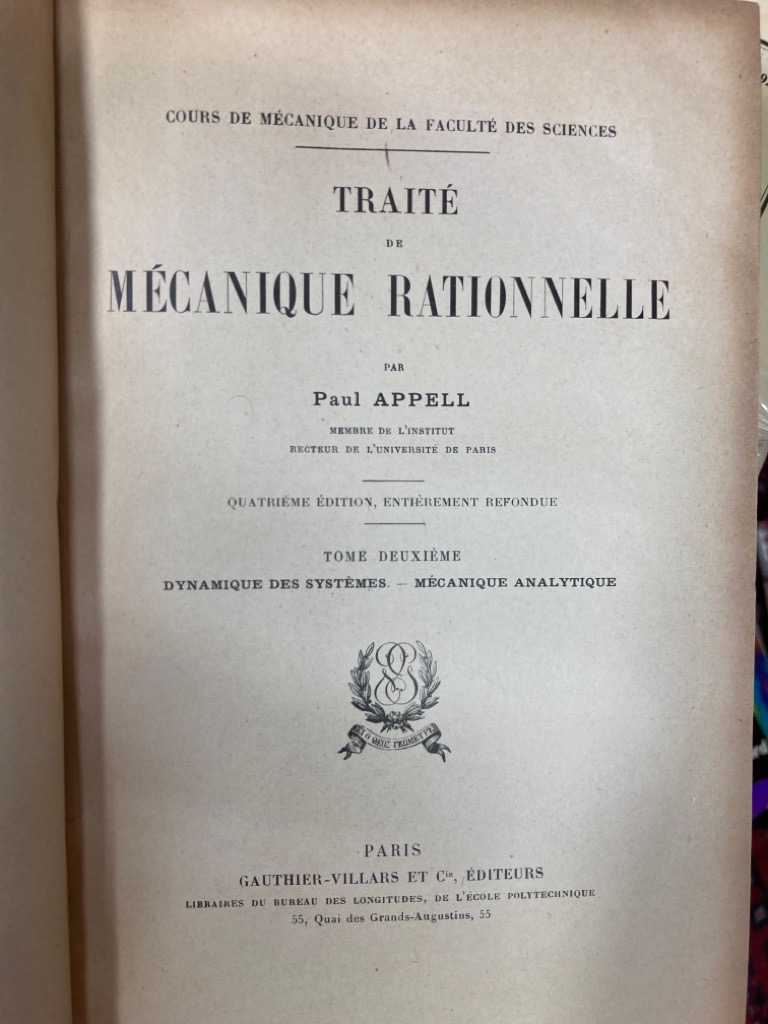 COURS DE MÉCANIQUE DE LA FACULTÉ DES SCIENCES
TRAITÉ
DE
MÉCANIQUE RATIONNELLE
PAR
Paul APPELL
MEMBRE DE L'INSTITUT
RECTEUR DE L'UNIVERSITÉ DE PARIS
QUATRIÈME ÉDITION, ENTIÈREMENT REFONDUE
TOME DEUXIÈME
DYNAMIQUE DES SYSTÈMES. — MÉCANIQUE ANALYTIQUE
PARIS
GAUTHIER-VILLARS ET Cie, ÉDITEURS
LIBRAIRES DU BUREAU DES LONGITUDES, DE L'ÉCOLE POLYTECHNIQUE
55, Quai des Grands-Augustins, 55